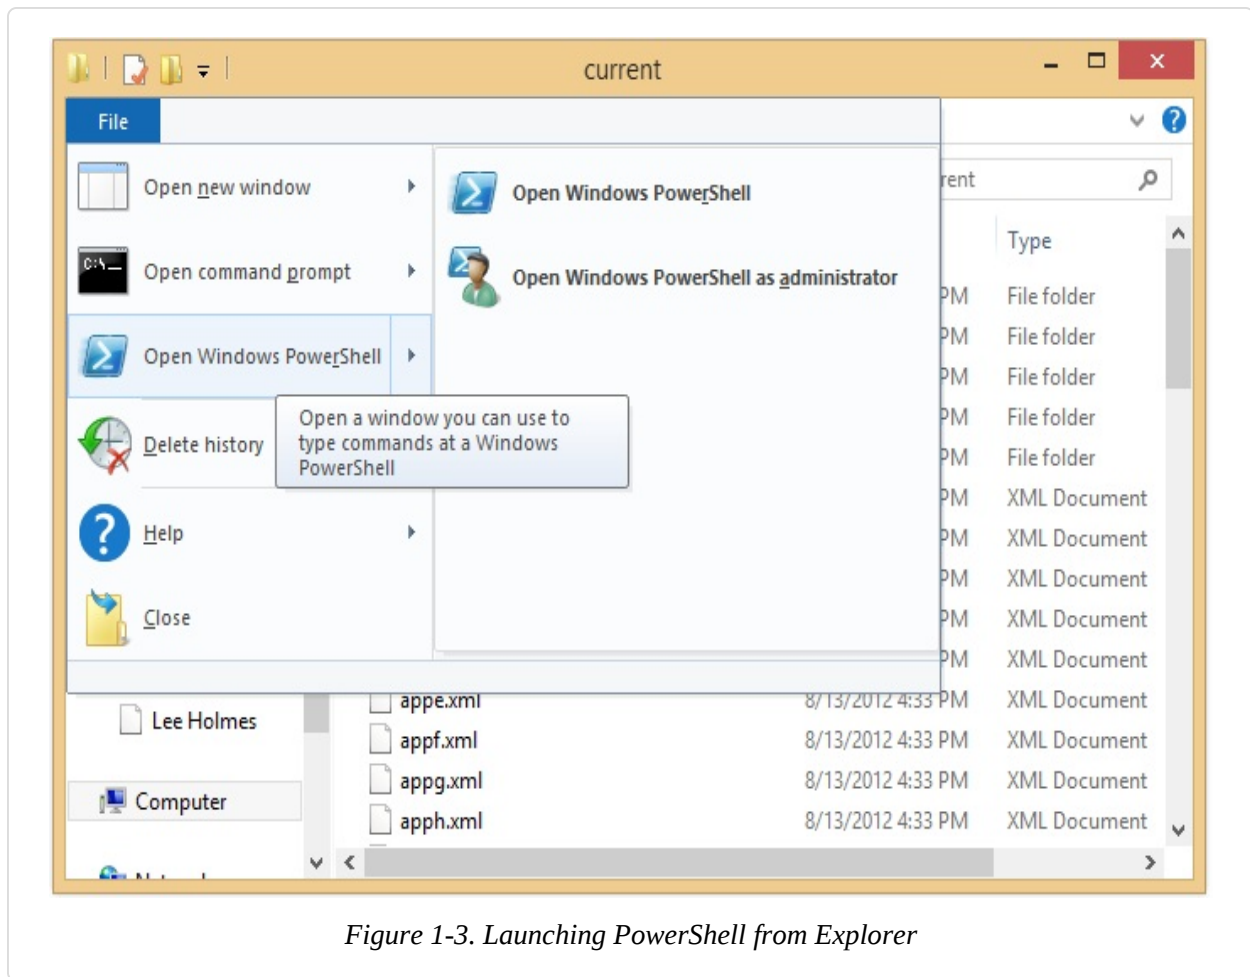 current
File
Open new window
Open Windows PowerShell
rent
Type
Open command prompt
Open Windows PowerShell as administrator
PM File folder
PM File folder
Open Windows PowerShell
PM File folder
Open a window you can use to
type commands at a Windows
PowerShell
PM File folder
Delete history
PM File folder
PM XML Document
Help
PM XML Document
PM XML Document
Close
PM XML Document
PM XML Document
appe.xml 8/13/2012 4:33 PM XML Document
Lee Holmes
appf.xml 8/13/2012 4:33 PM XML Document
appg.xml 8/13/2012 4:33 PM XML Document
Computer
apph.xml 8/13/2012 4:33 PM XML Document
Figure 1-3. Launching PowerShell from Explorer